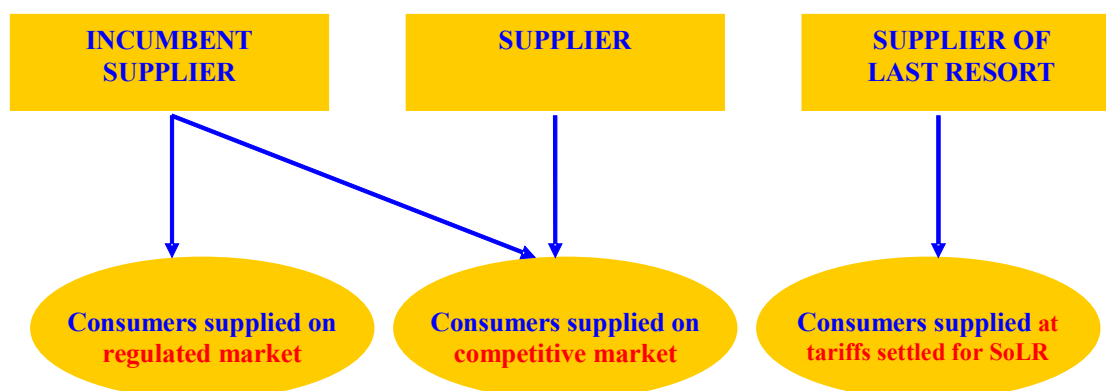 INCUMBENT
SUPPLIER
SUPPLIER
SUPPLIER OF
LAST RESORT
Consumers supplied on
regulated market
Consumers supplied on
competitive market
Consumers supplied at
tariffs settled for SoLR